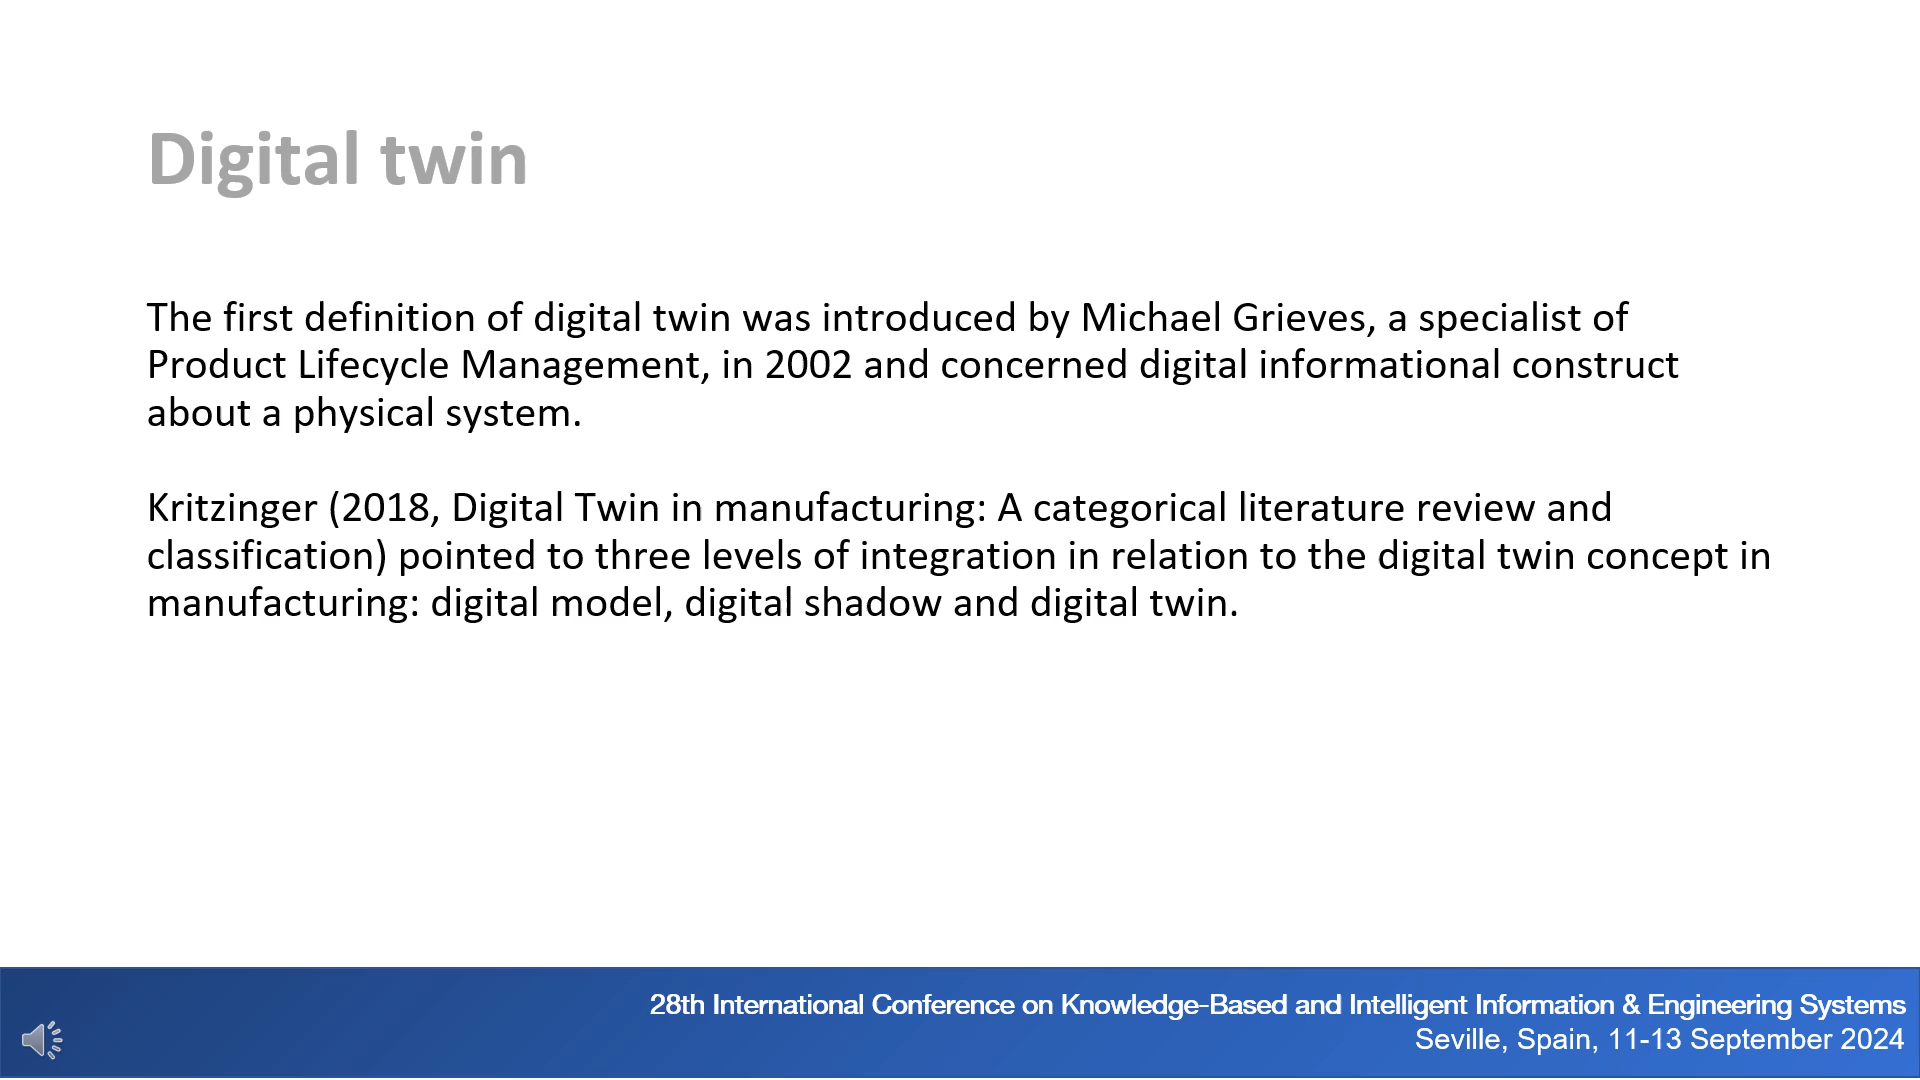 Digital twin
The first definition of digital twin was introduced by Michael Grieves, a specialist of
Product Lifecycle Management, in 2002 and concerned digital informational construct
about a physical system.
Kritzinger (2018, Digital Twin in manufacturing: A categorical literature review and
classification) pointed to three levels of integration in relation to the digital twin concept in
manufacturing: digital model, digital shadow and digital twin.
28th International Conference on Knowledge-Based and Intelligent Information & Engineering Systems
Seville, Spain, 11-13 September 2024